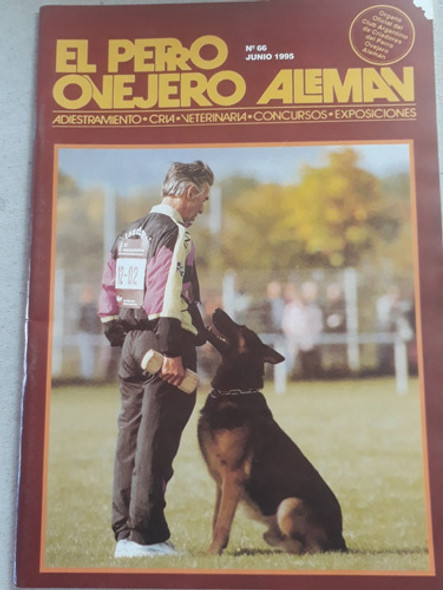 EL PERRO
OVEJERO ALEMAN
Nº 66
JUNIO 1995
Organo
Oficial del
Club Argentino
de Criadores
del Perro
Ovejero
Alemán
ADIESTRAMIENTO • CRIA • VETERINARIA • CONCURSOS • EXPOSICIONES
12-02